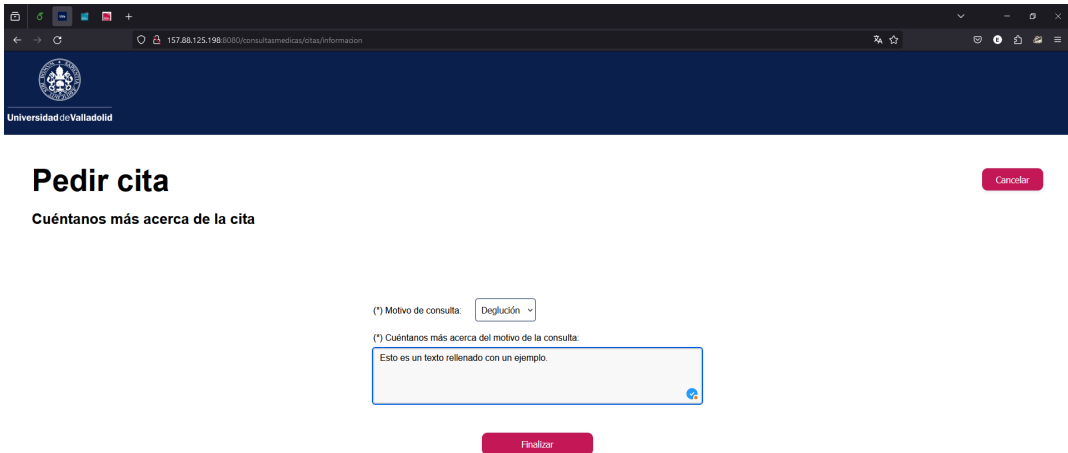 157.88.125.198:8080/consultasmedicas/citas/informacion
Universidad de Valladolid
Pedir cita
Cancelar
Cuéntanos más acerca de la cita
(*) Motivo de consulta: Deglución
(*) Cuéntanos más acerca del motivo de la consulta:
Esto es un texto rellenado con un ejemplo.
Finalizar